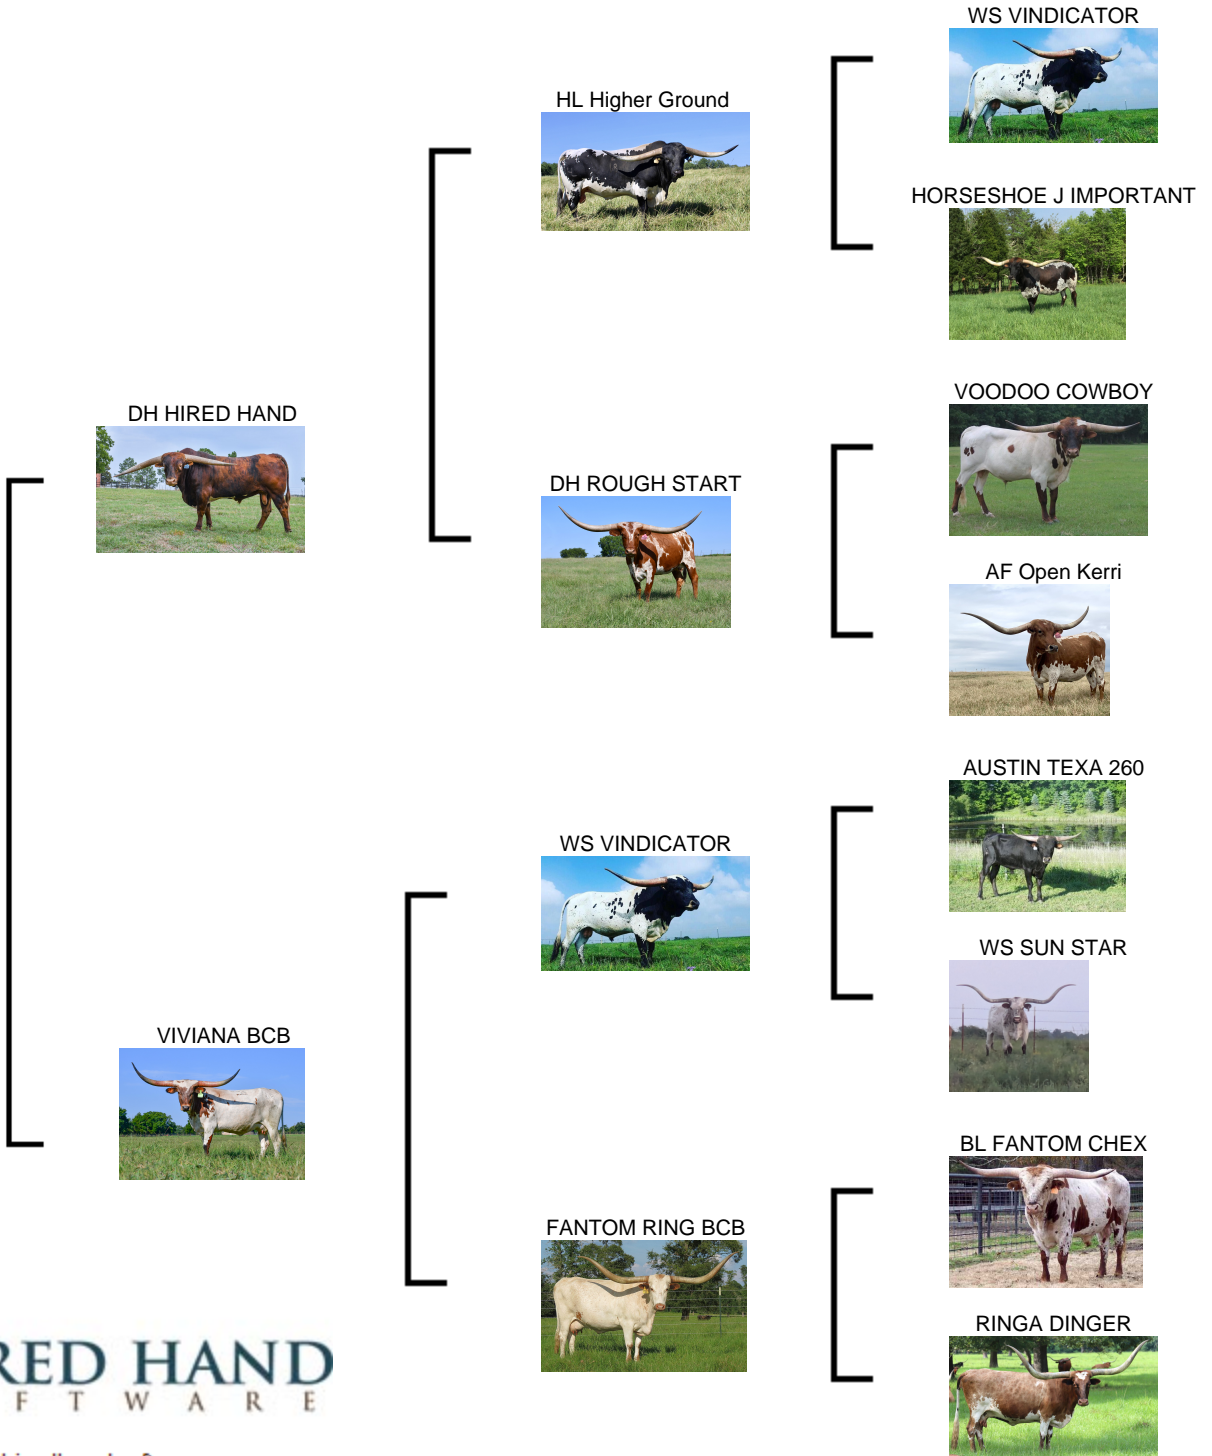 WS VINDICATOR
HL Higher Ground
HORSESHOE J IMPORTANT
DH HIRED HAND
VOODOO COWBOY
DH ROUGH START
AF Open Kerri
AUSTIN TEXA 260
WS VINDICATOR
WS SUN STAR
VIVIANA BCB
BL FANTOM CHEX
FANTOM RING BCB
RINGA DINGER
RED HAND
F T W A R E